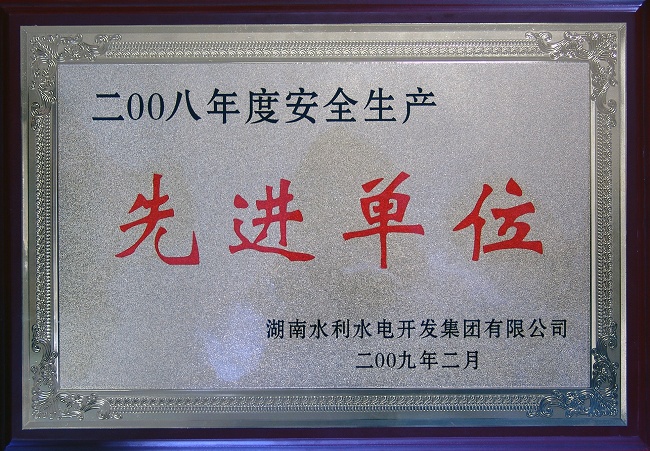 二00八年度安全生产
先进单位
湖南水利水电开发集团有限公司
二00九年二月